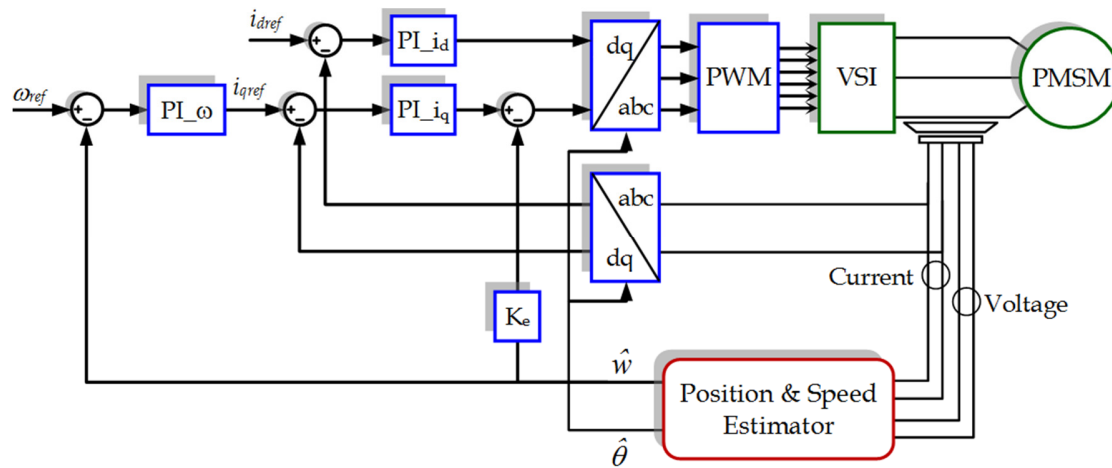 i_dref
PI_i_d
dq
abc
PWM
VSI
PMSM
ω_ref
PI_ω
i_qref
PI_i_q
abc
dq
Current
Voltage
K_e
ŵ
Position & Speed
Estimator
θ̂